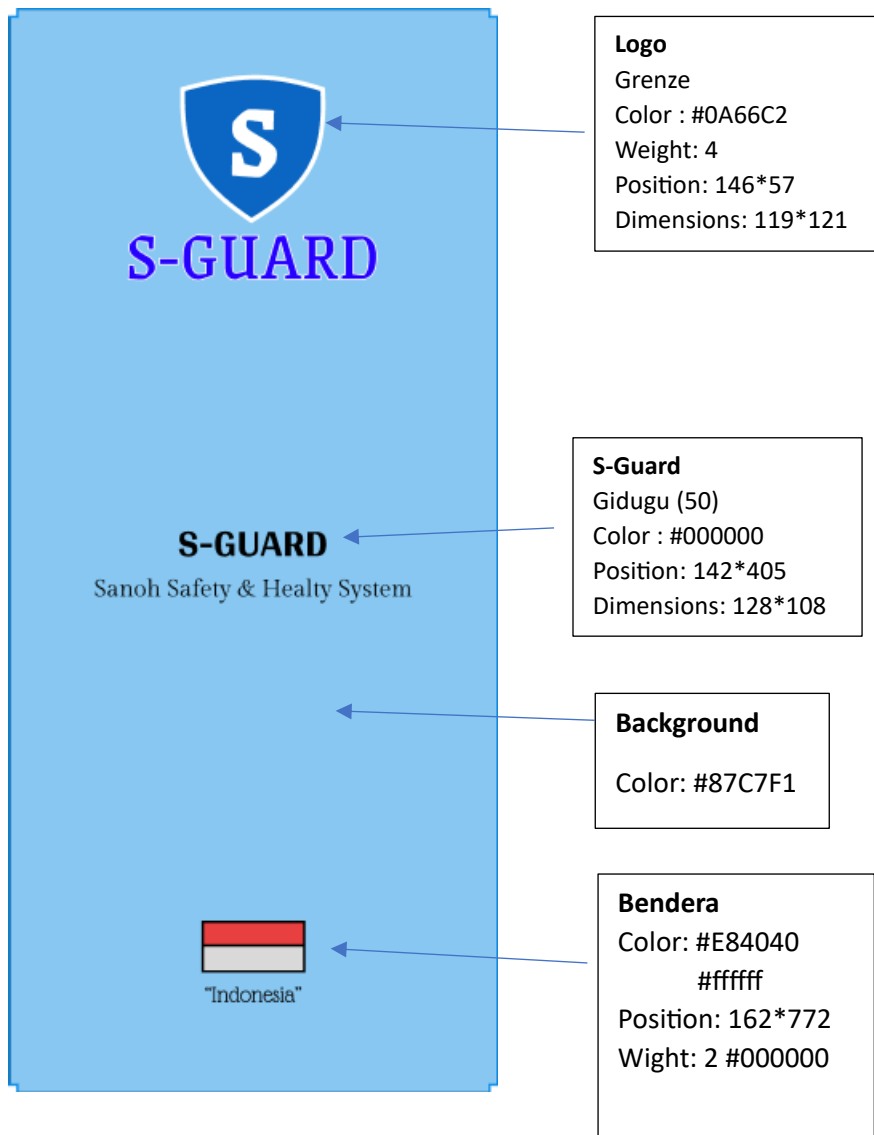 S
S-GUARD
S-GUARD
Sanoh Safety & Healty System
"Indonesia"
Logo
Grenze
Color : #0A66C2
Weight: 4
Position: 146*57
Dimensions: 119*121
S-Guard
Gidugu (50)
Color : #000000
Position: 142*405
Dimensions: 128*108
Background
Color: #87C7F1
Bendera
Color: #E84040
#ffffff
Position: 162*772
Wight: 2 #000000